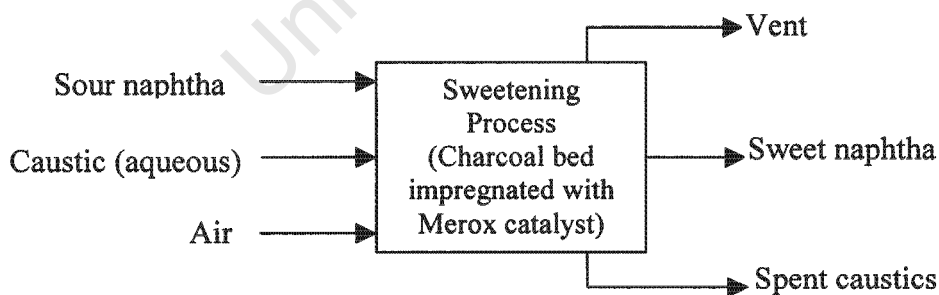 Vent
Sour naphtha
Caustic (aqueous)
Air
Sweetening
Process
(Charcoal bed
impregnated with
Merox catalyst)
Sweet naphtha
Spent caustics